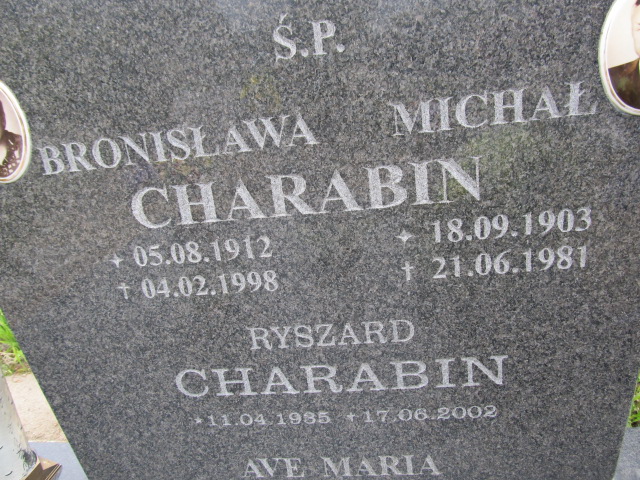 Ś.P.
BRONISŁAWA MICHAŁ
CHARABIN
05.08.1912 18.09.1903
† 04.02.1998 † 21.06.1981
RYSZARD
CHARABIN
*11.04.1935 +17.06.2002
AVE MARIA